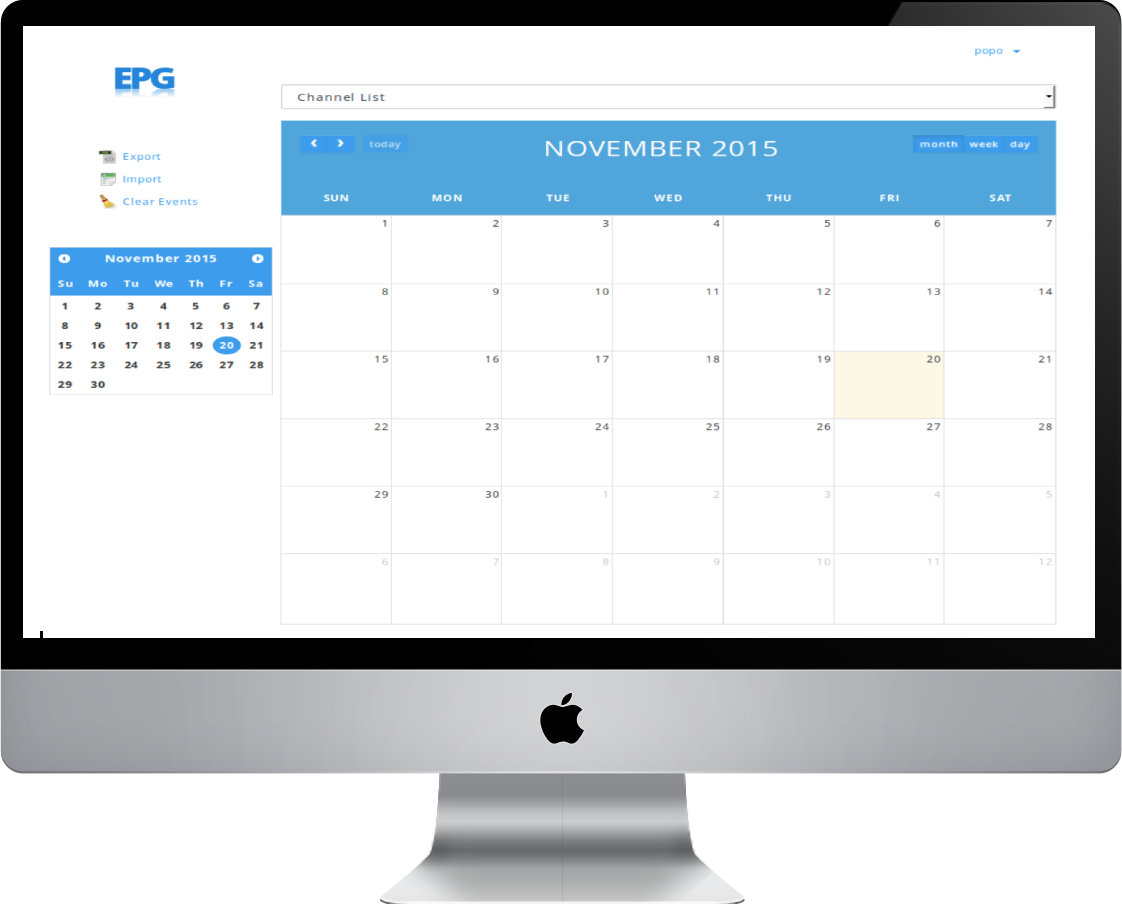 popo
EPG
Channel List
Export
Import
Clear Events
today
NOVEMBER 2015
month week day
SUN MON TUE WED THU FRI SAT
1 2 3 4 5 6 7
8 9 10 11 12 13 14
15 16 17 18 19 20 21
22 23 24 25 26 27 28
29 30 1 2 3 4 5
6 7 8 9 10 11 12
November 2015
Su Mo Tu We Th Fr Sa
1 2 3 4 5 6 7
8 9 10 11 12 13 14
15 16 17 18 19 20 21
22 23 24 25 26 27 28
29 30